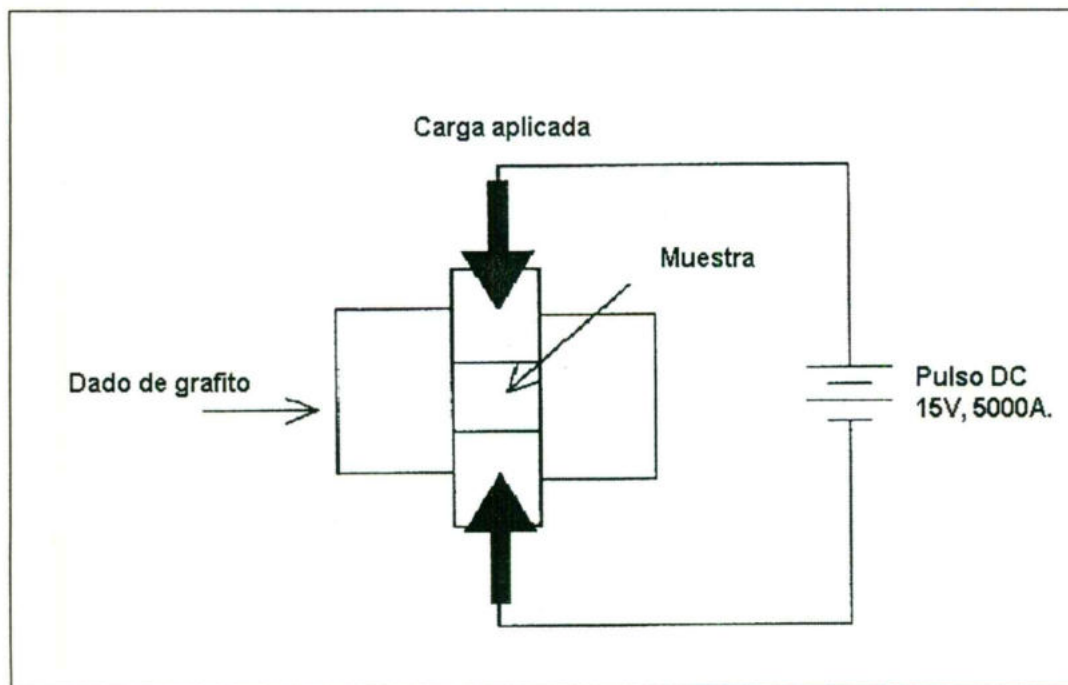 Carga aplicada
Muestra
Dado de grafito
Pulso DC
15V, 5000A.